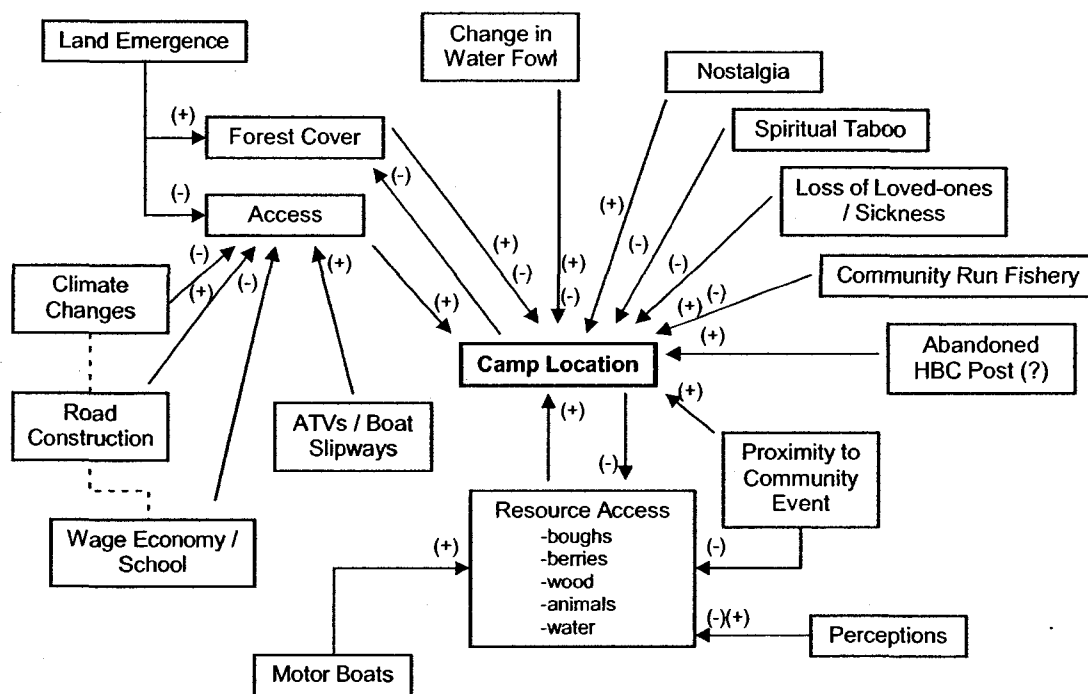 Land Emergence
Change in
Water Fowl
Nostalgia
(+)
Forest Cover
Spiritual Taboo
(-)
(-)
Access
Loss of Loved-ones
/ Sickness
(+)
(-)
(+)
(-)
(-)
(+)
(-)
(+)
(-)
Climate
Changes
(+)
(+)
(-)
(+)
(-)
(+) (-)
Community Run Fishery
(+)
Camp Location
Abandoned
HBC Post (?)
Road
Construction
ATVs / Boat
Slipways
(+)
(+)
(-)
Proximity to
Community
Event
Wage Economy /
School
Resource Access
-boughs
-berries
-wood
-animals
-water
(+)
(-)
(-)(+)
Perceptions
Motor Boats